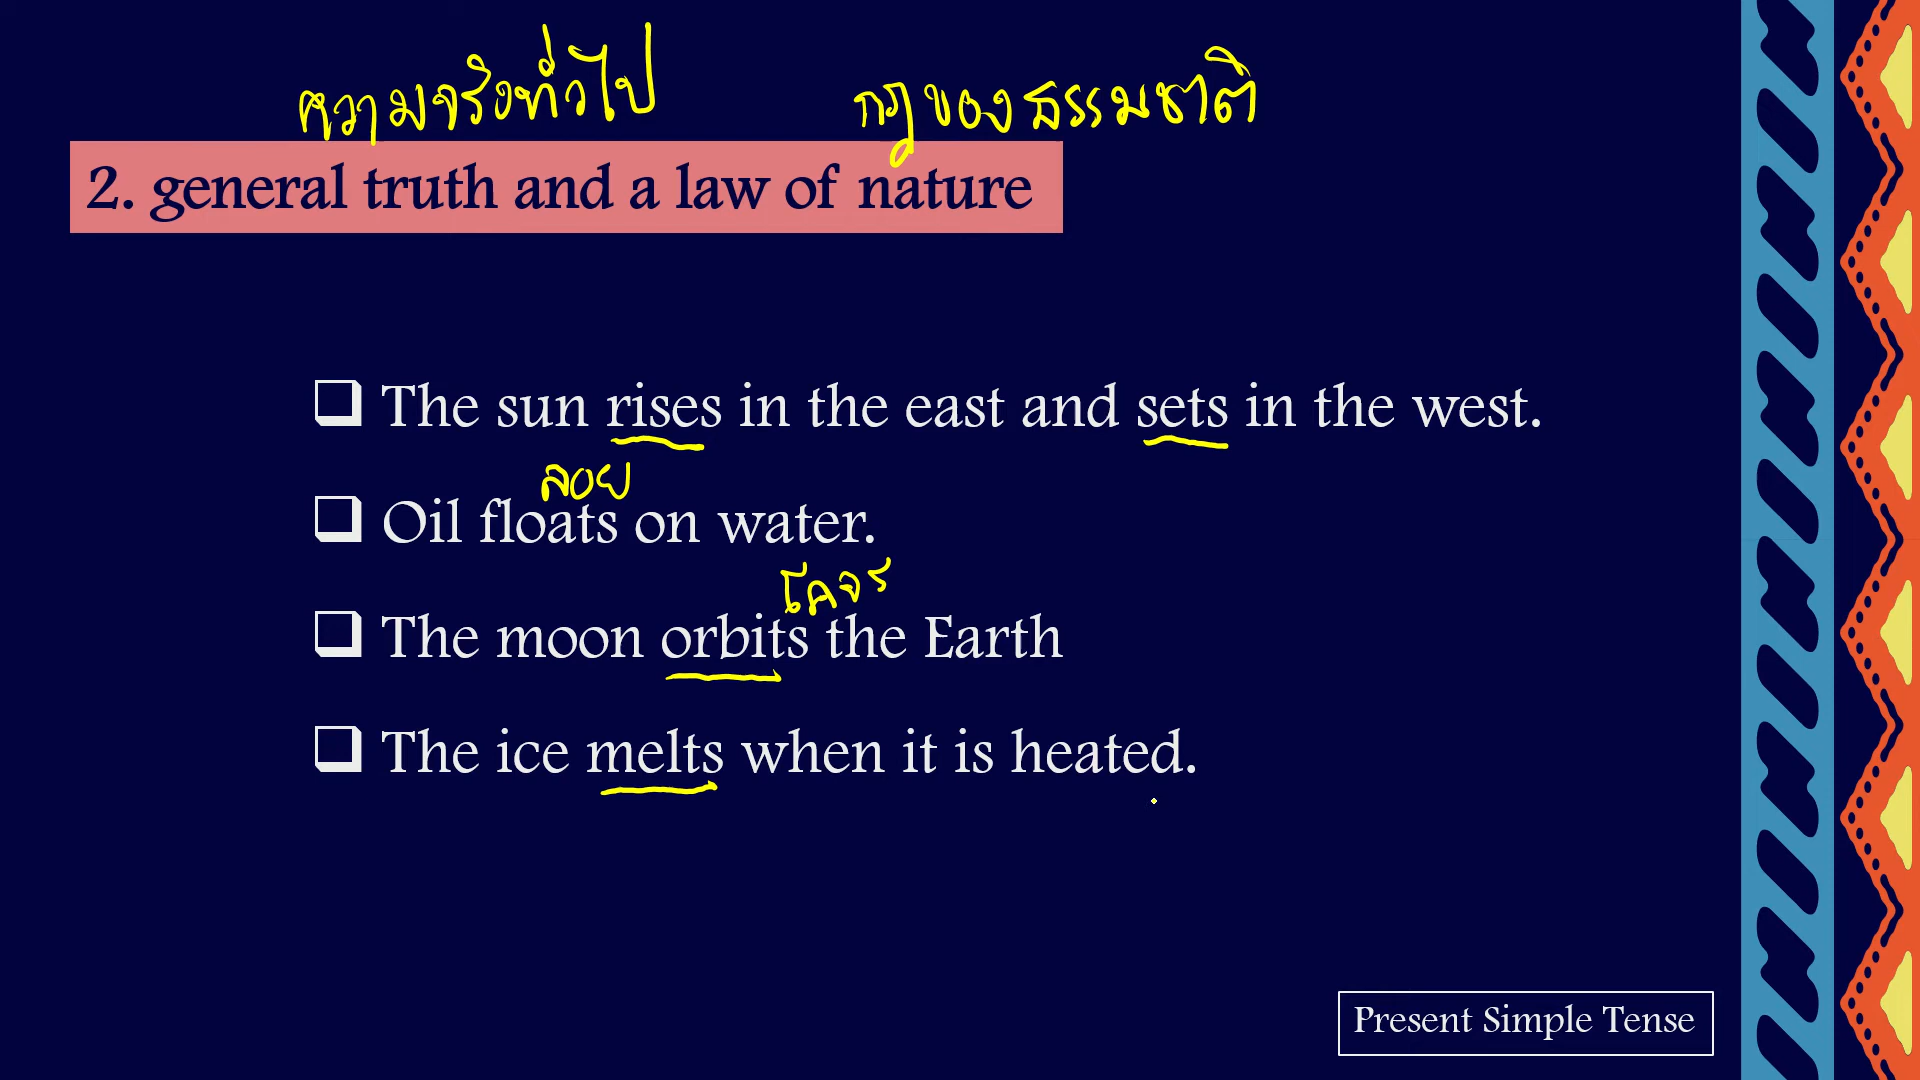 ความจริงทั่วไป กฎของธรรมชาติ
2. general truth and a law of nature
❑ The sun rises in the east and sets in the west.
ลอย
❑ Oil floats on water.
โคจร
❑ The moon orbits the Earth
❑ The ice melts when it is heated.
Present Simple Tense